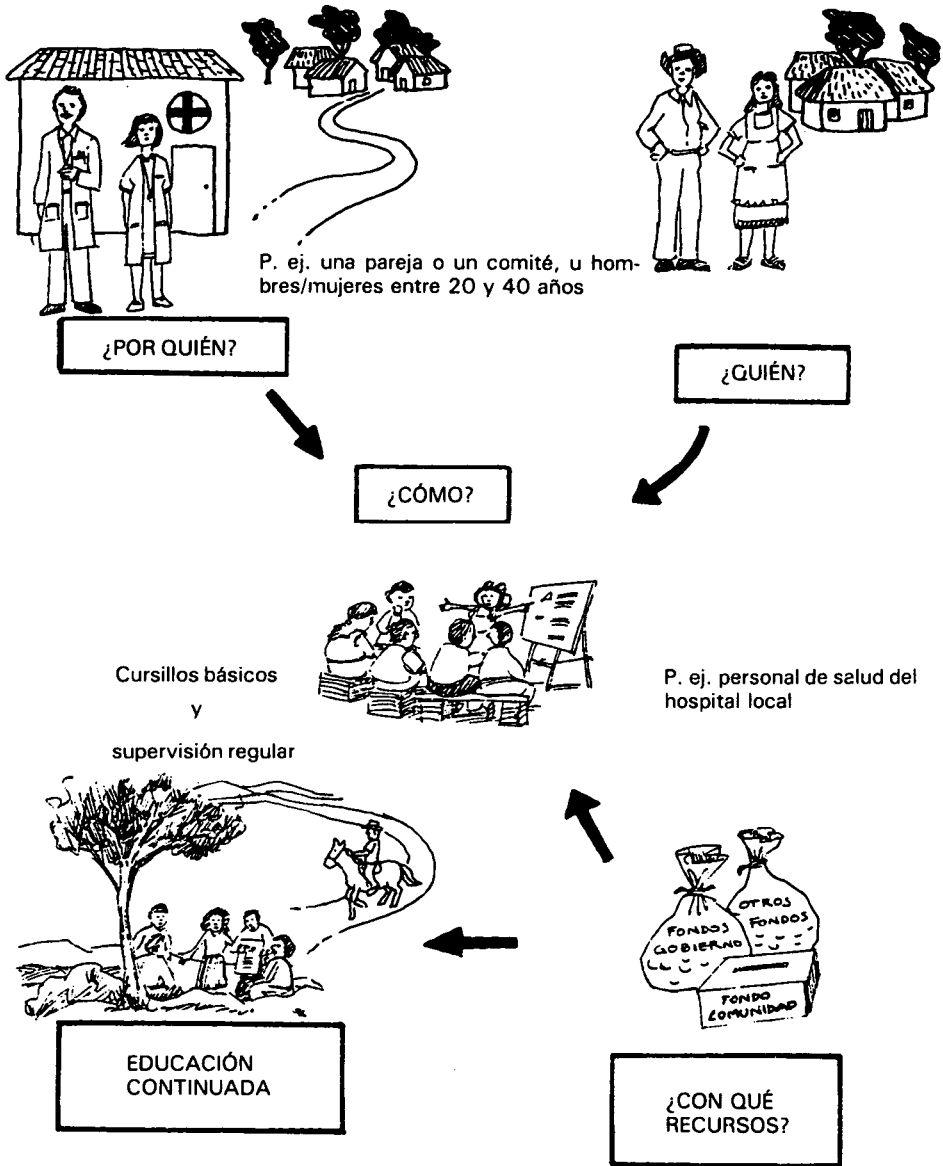 P. ej. una pareja o un comité, u hom-
bres/mujeres entre 20 y 40 años
¿POR QUIÉN?
¿QUIÉN?
¿CÓMO?
Cursillos básicos
y
supervisión regular
P. ej. personal de salud del
hospital local
FONDOS
GOBIERNO
OTROS
FONDOS
FONDO
COMUNIDAD
EDUCACIÓN
CONTINUADA
¿CON QUÉ
RECURSOS?